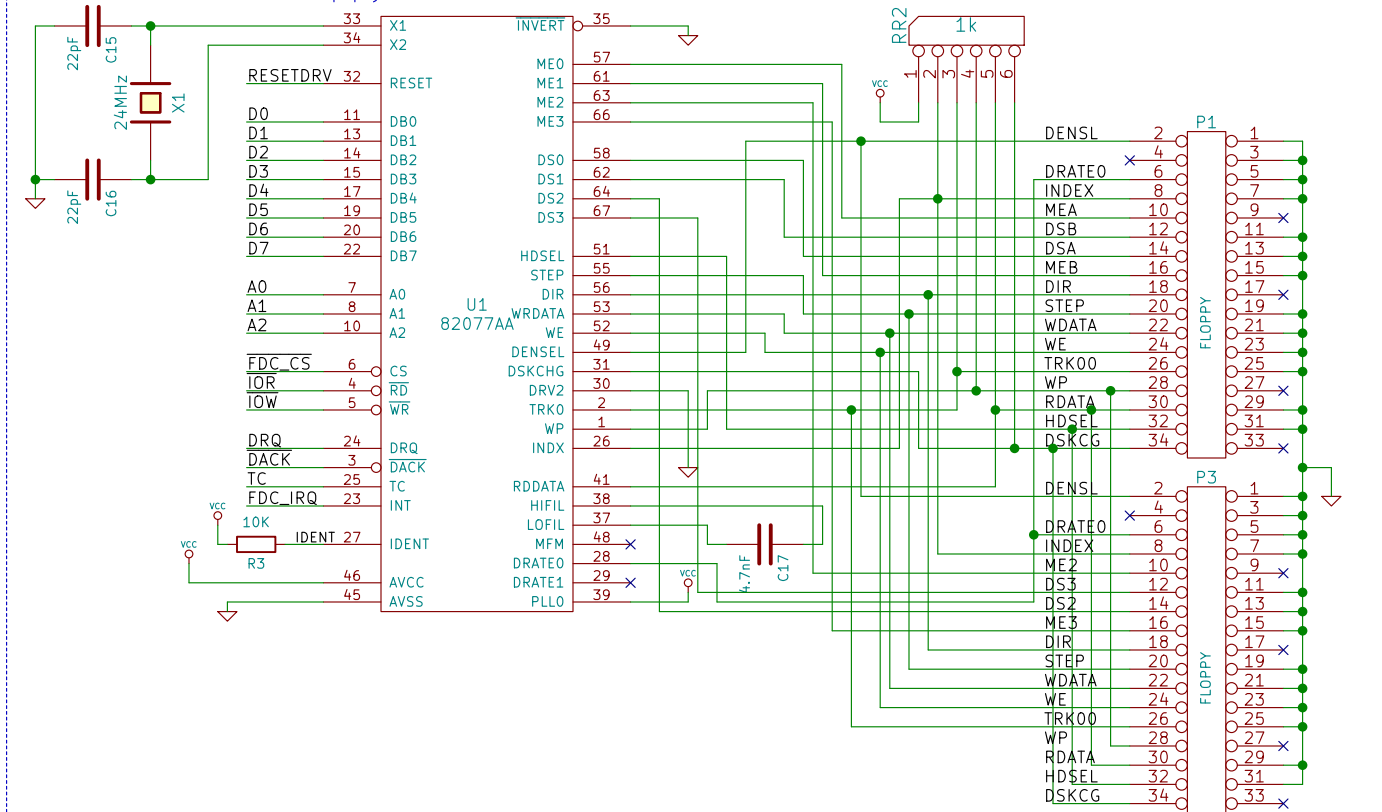 33 X1
34 X2
22pF
C15
24MHz
X1
22pF
C16
RESETDRV 32 RESET
D0 11 DB0
D1 13 DB1
D2 14 DB2
D3 15 DB3
D4 17 DB4
D5 19 DB5
D6 20 DB6
D7 22 DB7
A0 7 A0
A1 8 A1
A2 10 A2
FDC_CS 6 CS
IOR 4 RD
IOW 5 WR
DRQ 24 DRQ
DACK 3 DACK
TC 25 TC
FDC_IRQ 23 INT
VCC
10K
R3
IDENT 27 IDENT
VCC
46 AVCC
45 AVSS
U1
82077AA
INVERT 35
ME0 57
ME1 61
ME2 63
ME3 66
DS0 58
DS1 62
DS2 64
DS3 67
HDSEL 51
STEP 55
DIR 56
WRDATA 53
WE 52
DENSEL 49
DSKCHG 31
DRV2 30
TRK0 2
WP 1
INDX 26
RDDATA 41
HIFIL 38
LOFIL 37
MFM 48
DRATE0 28
DRATE1 29
PLL0 39
VCC
4.7nF
C17
RR2
1k
1 2 3 4 5 6
VCC
P1
FLOPPY
DENSL 2 1
4 3
DRATE0 6 5
INDEX 8 7
MEA 10 9
DSB 12 11
DSA 14 13
MEB 16 15
DIR 18 17
STEP 20 19
WDATA 22 21
WE 24 23
TRK00 26 25
WP 28 27
RDATA 30 29
HDSEL 32 31
DSKCG 34 33
P3
FLOPPY
DENSL 2 1
4 3
DRATE0 6 5
INDEX 8 7
ME2 10 9
DS3 12 11
DS2 14 13
ME3 16 15
DIR 18 17
STEP 20 19
WDATA 22 21
WE 24 23
TRK00 26 25
WP 28 27
RDATA 30 29
HDSEL 32 31
DSKCG 34 33